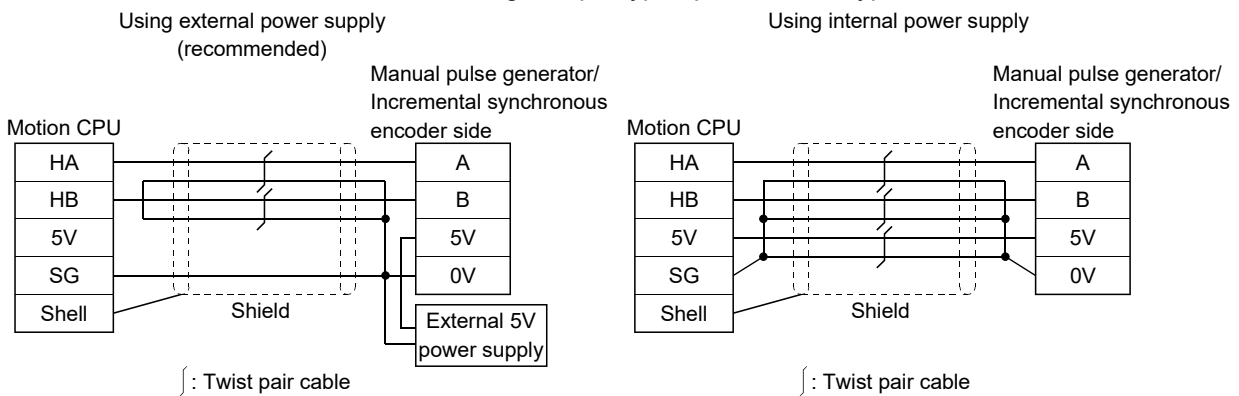 Using external power supply
(recommended)
Manual pulse generator/
Incremental synchronous
encoder side
Motion CPU
HA
A
HB
B
5V
5V
SG
0V
Shell
Shield
External 5V
power supply
: Twist pair cable
Using internal power supply
Manual pulse generator/
Incremental synchronous
encoder side
Motion CPU
HA
A
HB
B
5V
5V
SG
0V
Shell
Shield
: Twist pair cable